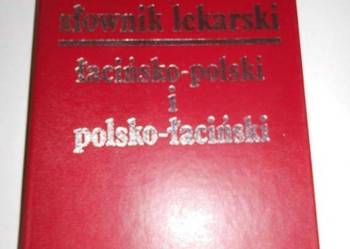 słownik lekarski
łacińsko-polski
i
polsko-łaciński